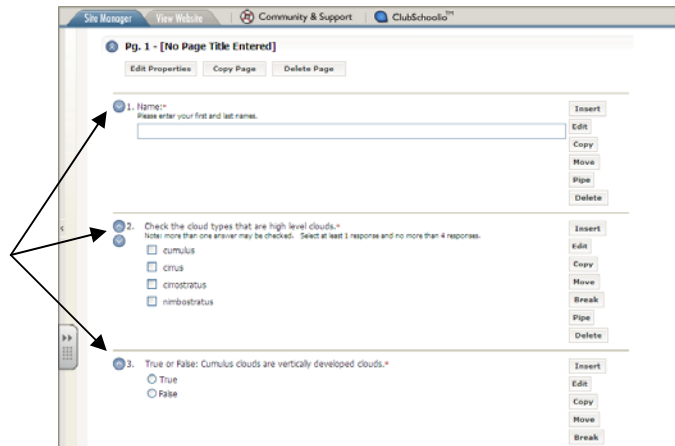 Site Manager View Website Community & Support ClubSchoolio™
Pg. 1 - [No Page Title Entered]
Edit Properties Copy Page Delete Page
1. Name:*
Please enter your first and last names.
Insert
Edit
Copy
Move
Pipe
Delete
2. Check the cloud types that are high level clouds.*
Note: more than one answer may be checked. Select at least 1 response and no more than 4 responses.
cumulus
cirrus
cirrostratus
nimbostratus
Insert
Edit
Copy
Move
Break
Pipe
Delete
3. True or False: Cumulus clouds are vertically developed clouds.*
True
False
Insert
Edit
Copy
Move
Break